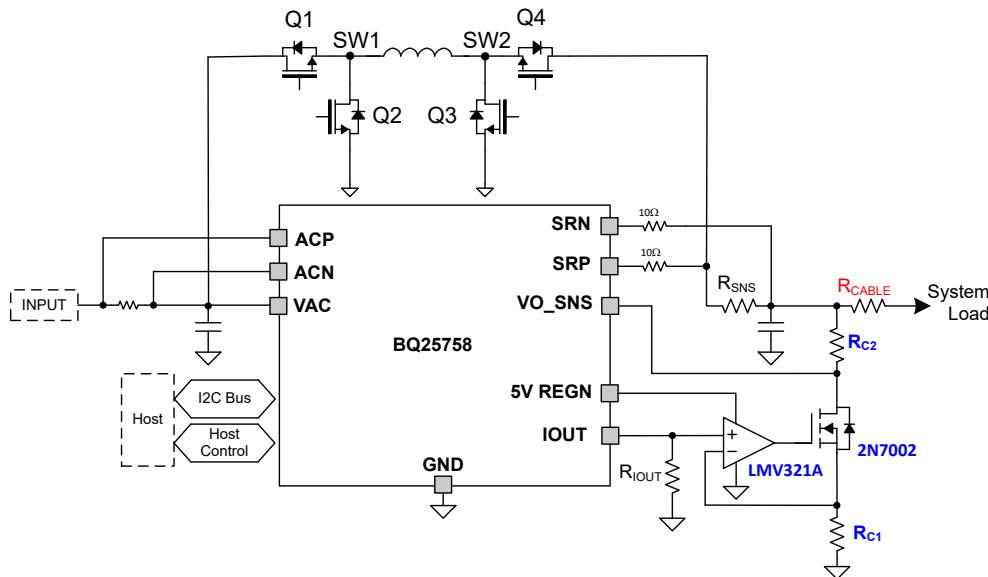 Q1
SW1
SW2
Q4
Q2
Q3
ACP
ACN
VAC
INPUT
BQ25758
SRN
SRP
VO_SNS
5V REGN
IOUT
GND
10Ω
10Ω
RSNS
RCABLE
System
Load
RC2
Host
I2C Bus
Host
Control
RIOUT
+
−
LMV321A
2N7002
RC1